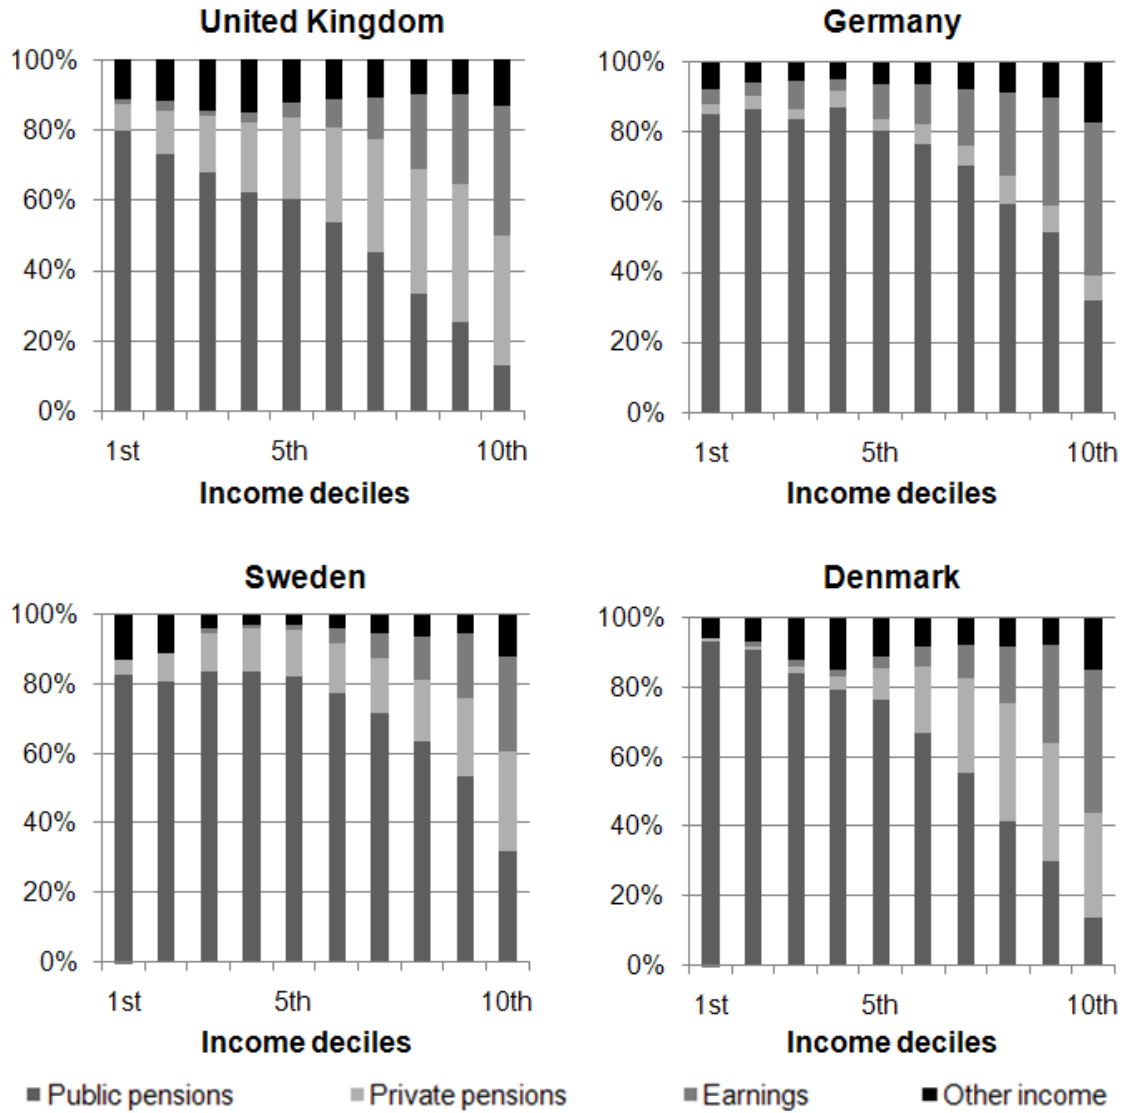 United Kingdom
100%
80%
60%
40%
20%
0%
1st 5th 10th
Income deciles
Germany
100%
80%
60%
40%
20%
0%
1st 5th 10th
Income deciles
Sweden
100%
80%
60%
40%
20%
0%
1st 5th 10th
Income deciles
Denmark
100%
80%
60%
40%
20%
0%
1st 5th 10th
Income deciles
Public pensions Private pensions Earnings Other income